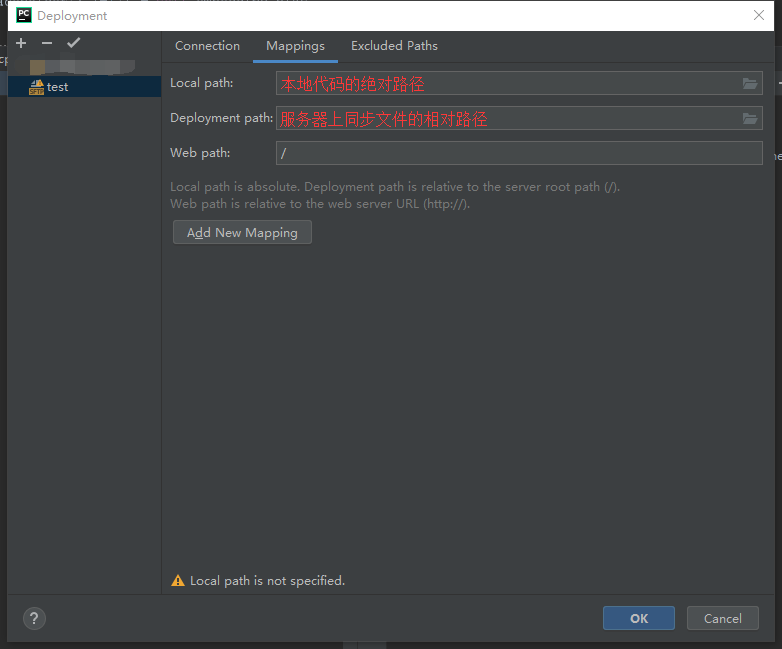 PC
Deployment
Connection Mappings Excluded Paths
SFTP test
Local path: 本地代码的绝对路径
Deployment path: 服务器上同步文件的相对路径
Web path: /
Local path is absolute. Deployment path is relative to the server root path (/).
Web path is relative to the web server URL (http://).
Add New Mapping
Local path is not specified.
? OK Cancel